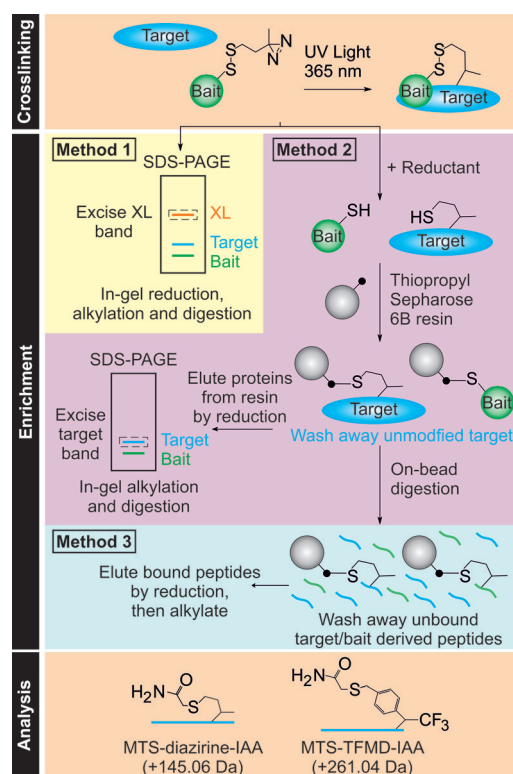 Crosslinking
Target
S
S
N
N
Bait
UV Light
365 nm
S
S
Bait
Target
Enrichment
Method 1
SDS-PAGE
Excise XL
band
XL
Target
Bait
In-gel reduction,
alkylation and digestion
Method 2
+ Reductant
SH
Bait
HS
Target
Thiopropyl
Sepharose
6B resin
S
Target
S
Bait
Wash away unmodfied target
Elute proteins
from resin
by reduction
SDS-PAGE
Excise
target
band
Target
Bait
In-gel alkylation
and digestion
On-bead
digestion
Method 3
S
S
Elute bound peptides
by reduction,
then alkylate
Wash away unbound
target/bait derived peptides
Analysis
H2N
O
S
MTS-diazirine-IAA
(+145.06 Da)
H2N
O
S
CF3
MTS-TFMD-IAA
(+261.04 Da)